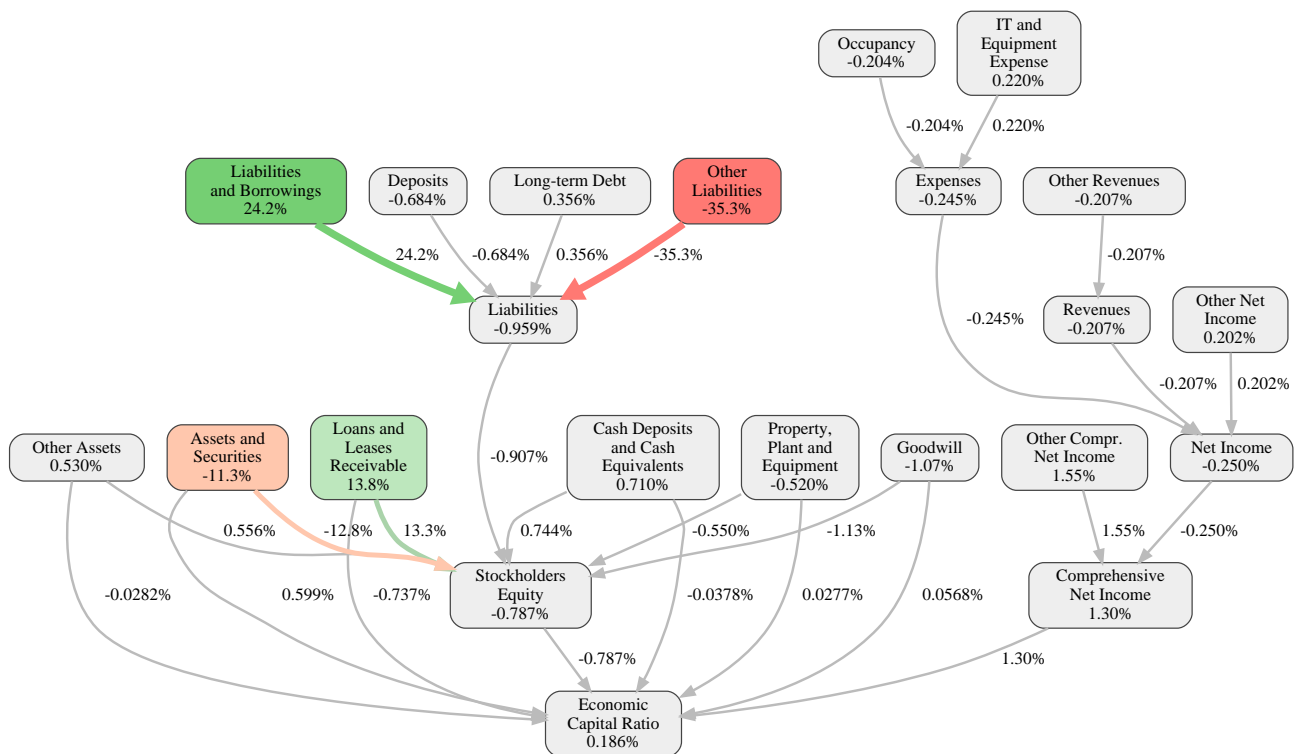 IT and
Equipment
Expense
0.220%
Occupancy
-0.204%
-0.204%
0.220%
Liabilities
and Borrowings
24.2%
Deposits
-0.684%
Long-term Debt
0.356%
Other
Liabilities
-35.3%
Expenses
-0.245%
Other Revenues
-0.207%
24.2%
-0.684%
0.356%
-35.3%
-0.207%
Liabilities
-0.959%
-0.245%
Revenues
-0.207%
Other Net
Income
0.202%
-0.207%
0.202%
Other Assets
0.530%
Assets and
Securities
-11.3%
Loans and
Leases
Receivable
13.8%
-0.907%
Cash Deposits
and Cash
Equivalents
0.710%
Property,
Plant and
Equipment
-0.520%
Goodwill
-1.07%
Other Compr.
Net Income
1.55%
Net Income
-0.250%
0.556%
-12.8%
13.3%
0.744%
-0.550%
-1.13%
1.55%
-0.250%
-0.0282%
0.599%
-0.737%
Stockholders
Equity
-0.787%
-0.0378%
0.0277%
0.0568%
Comprehensive
Net Income
1.30%
-0.787%
1.30%
Economic
Capital Ratio
0.186%